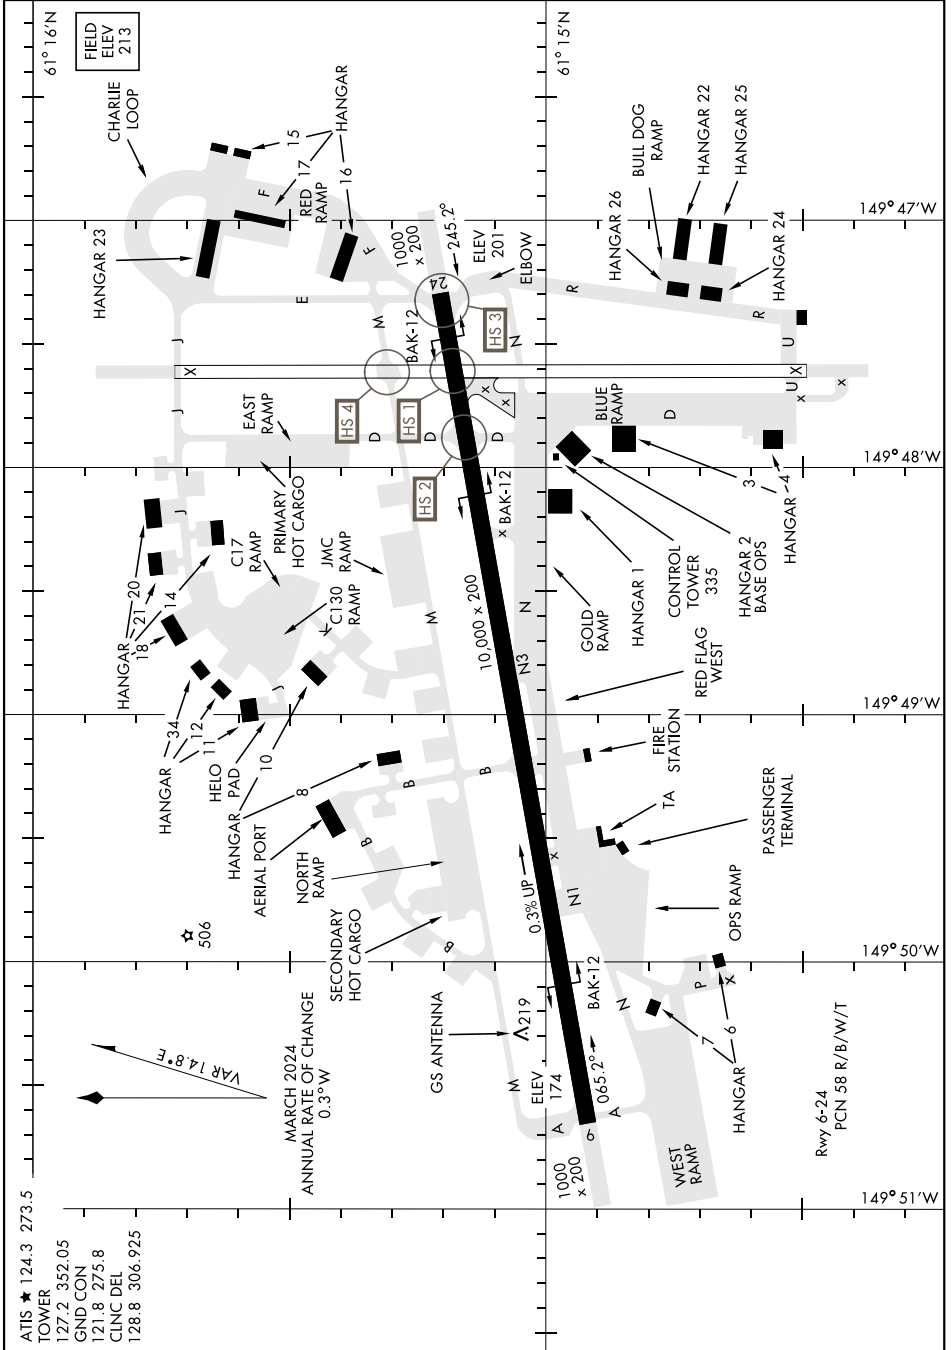 ATIS ★ 124.3 273.5
TOWER
127.2 352.05
GND CON
121.8 275.8
CLNC DEL
128.8 306.925
FIELD
ELEV
213
61° 16'N
61° 15'N
149° 47'W
149° 48'W
149° 49'W
149° 50'W
149° 51'W
VAR 14.8°E
MARCH 2024
ANNUAL RATE OF CHANGE
0.3° W
506
CHARLIE
LOOP
HANGAR 23
15
17
16
HANGAR
RED
RAMP
F
F
E
J
J
J
J
X
M
M
M
1000
x 200
245.2°
ELEV
201
ELBOW
24
BAK-12
HS 3
HS 4
HS 1
HS 2
N
D
D
D
D
x
x
EAST
RAMP
PRIMARY
HOT CARGO
C17
RAMP
JMC
RAMP
C130
RAMP
K
HANGAR
20
21
14
18
HANGAR
34
12
11
HELO
PAD
10
HANGAR
8
AERIAL PORT
NORTH
RAMP
SECONDARY
HOT CARGO
B
B
B
B
GS ANTENNA
219
BAK-12
x
10,000 x 200
N
N3
0.3% UP
x
N1
BAK-12
N
P
X
ELEV
174
065.2°
A
A
6
1000
x 200
WEST
RAMP
HANGAR
7
6
Rwy 6-24
PCN 58 R/B/W/T
OPS RAMP
PASSENGER
TERMINAL
TA
FIRE
STATION
RED FLAG
WEST
GOLD
RAMP
HANGAR 1
CONTROL
TOWER
335
HANGAR 2
BASE OPS
HANGAR
3
4
BLUE
RAMP
U
U
X
x
x
R
R
BULL DOG
RAMP
HANGAR 26
HANGAR 22
HANGAR 25
HANGAR 24